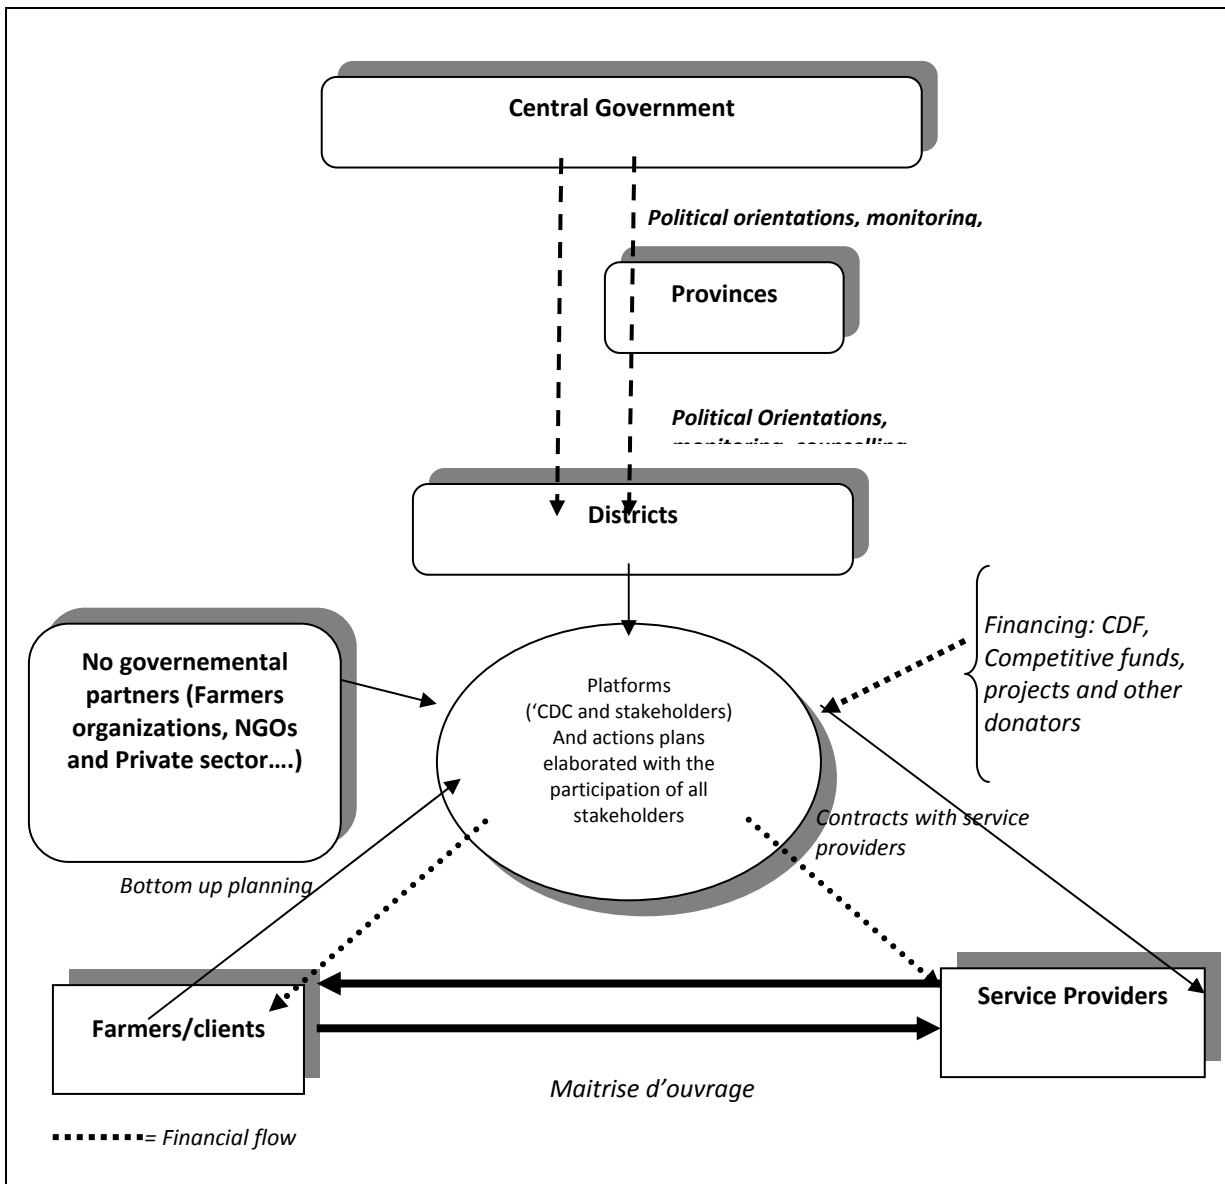 Central Government
Political orientations, monitoring,
Provinces
Political Orientations,
monitoring, counselling
Districts
No governemental
partners (Farmers
organizations, NGOs
and Private sector….)
Platforms
(‘CDC and stakeholders)
And actions plans
elaborated with the
participation of all
stakeholders
Financing: CDF,
Competitive funds,
projects and other
donators
Contracts with service
providers
Bottom up planning
Farmers/clients
Service Providers
Maitrise d’ouvrage
= Financial flow